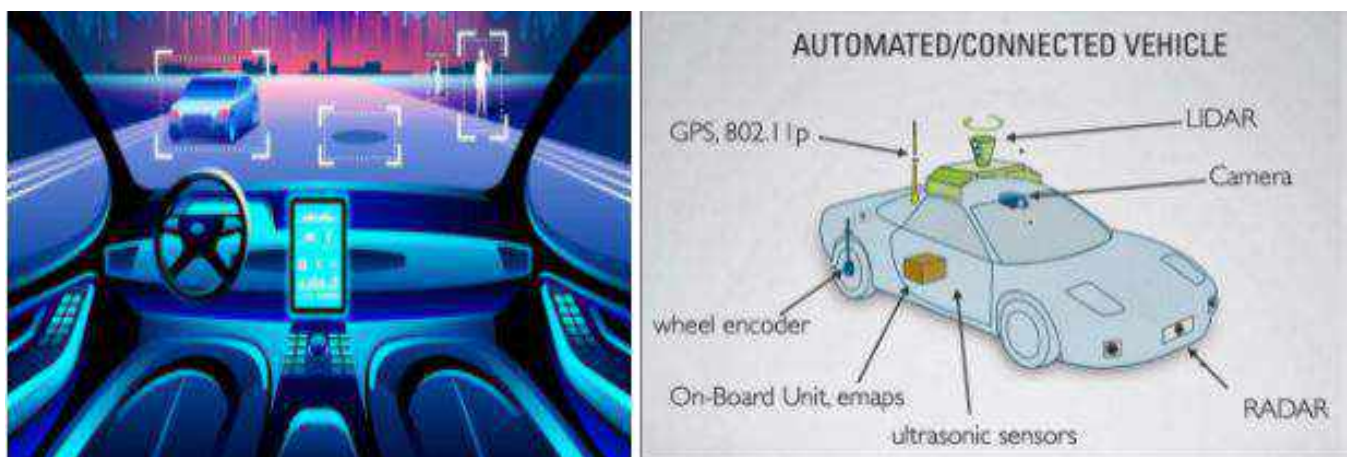 AUTOMATED/CONNECTED VEHICLE
GPS, 802.11p
LIDAR
Camera
wheel encoder
On-Board Unit, emaps
ultrasonic sensors
RADAR